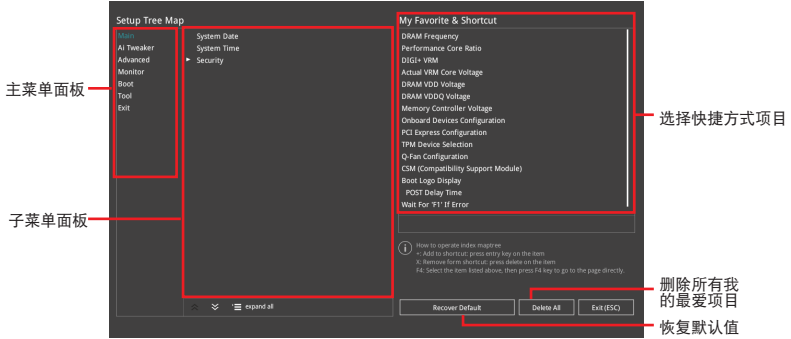 Setup Tree Map
Main
Ai Tweaker
Advanced
Monitor
Boot
Tool
Exit
System Date
System Time
Security
expand all
My Favorite & Shortcut
DRAM Frequency
Performance Core Ratio
DIGI+ VRM
Actual VRM Core Voltage
DRAM VDD Voltage
DRAM VDDQ Voltage
Memory Controller Voltage
Onboard Devices Configuration
PCI Express Configuration
TPM Device Selection
Q-Fan Configuration
CSM (Compatibility Support Module)
Boot Logo Display
POST Delay Time
Wait For 'F1' If Error
How to operate index maptree
+: Add to shortcut: press entry key on the item
X: Remove form shortcut: press delete on the item
F4: Select the item listed above, then press F4 key to go to the page directly.
Recover Default
Delete All
Exit (ESC)
主菜单面板
子菜单面板
选择快捷方式项目
删除所有我
的最爱项目
恢复默认值